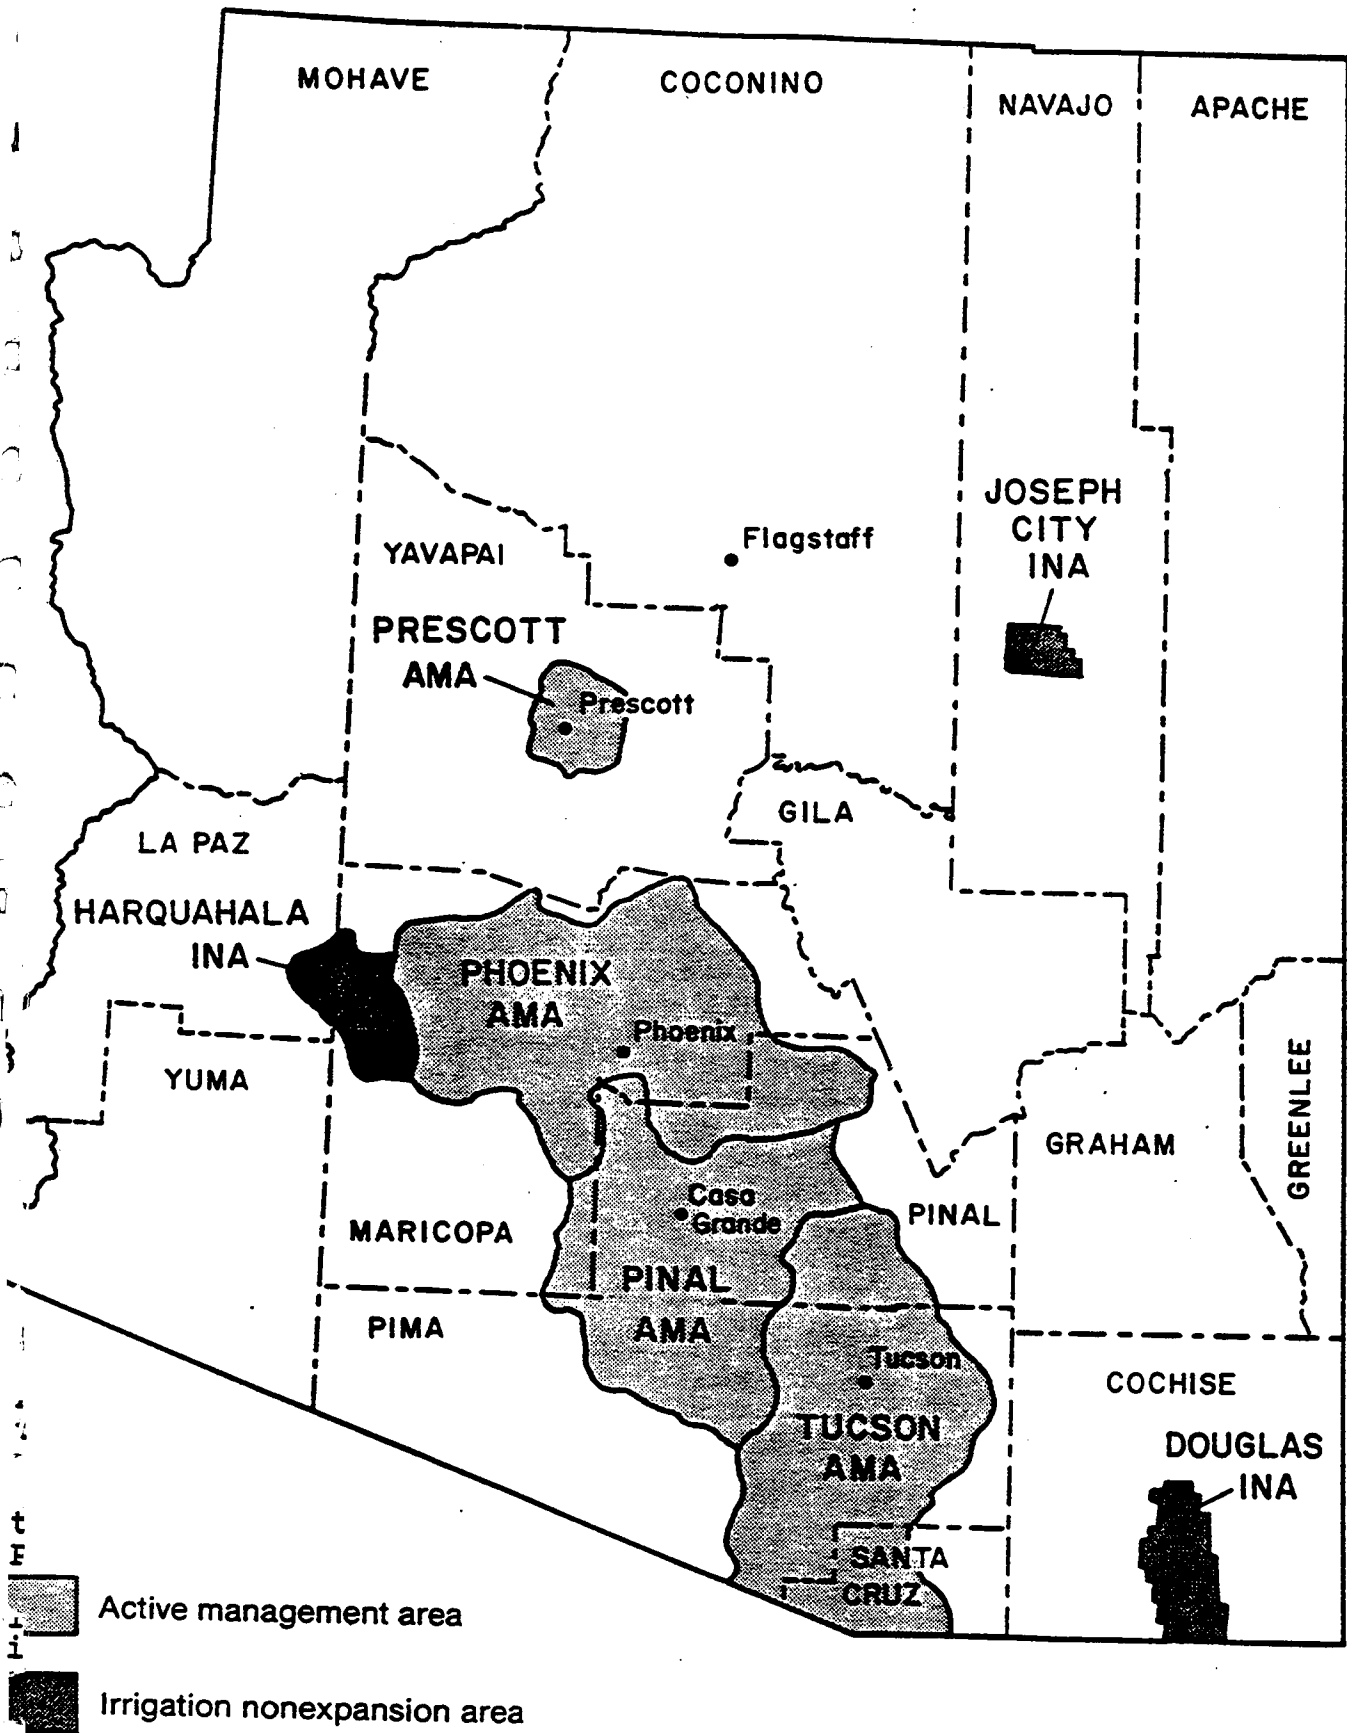 MOHAVE
COCONINO
NAVAJO
APACHE
JOSEPH
CITY
INA
Flagstaff
YAVAPAI
PRESCOTT
AMA
Prescott
GILA
LA PAZ
HARQUAHALA
INA
PHOENIX
AMA
Phoenix
YUMA
GREENLEE
GRAHAM
Casa
Grande
PINAL
MARICOPA
PINAL
AMA
PIMA
Tucson
COCHISE
TUCSON
AMA
DOUGLAS
INA
SANTA
CRUZ
Active management area
Irrigation nonexpansion area